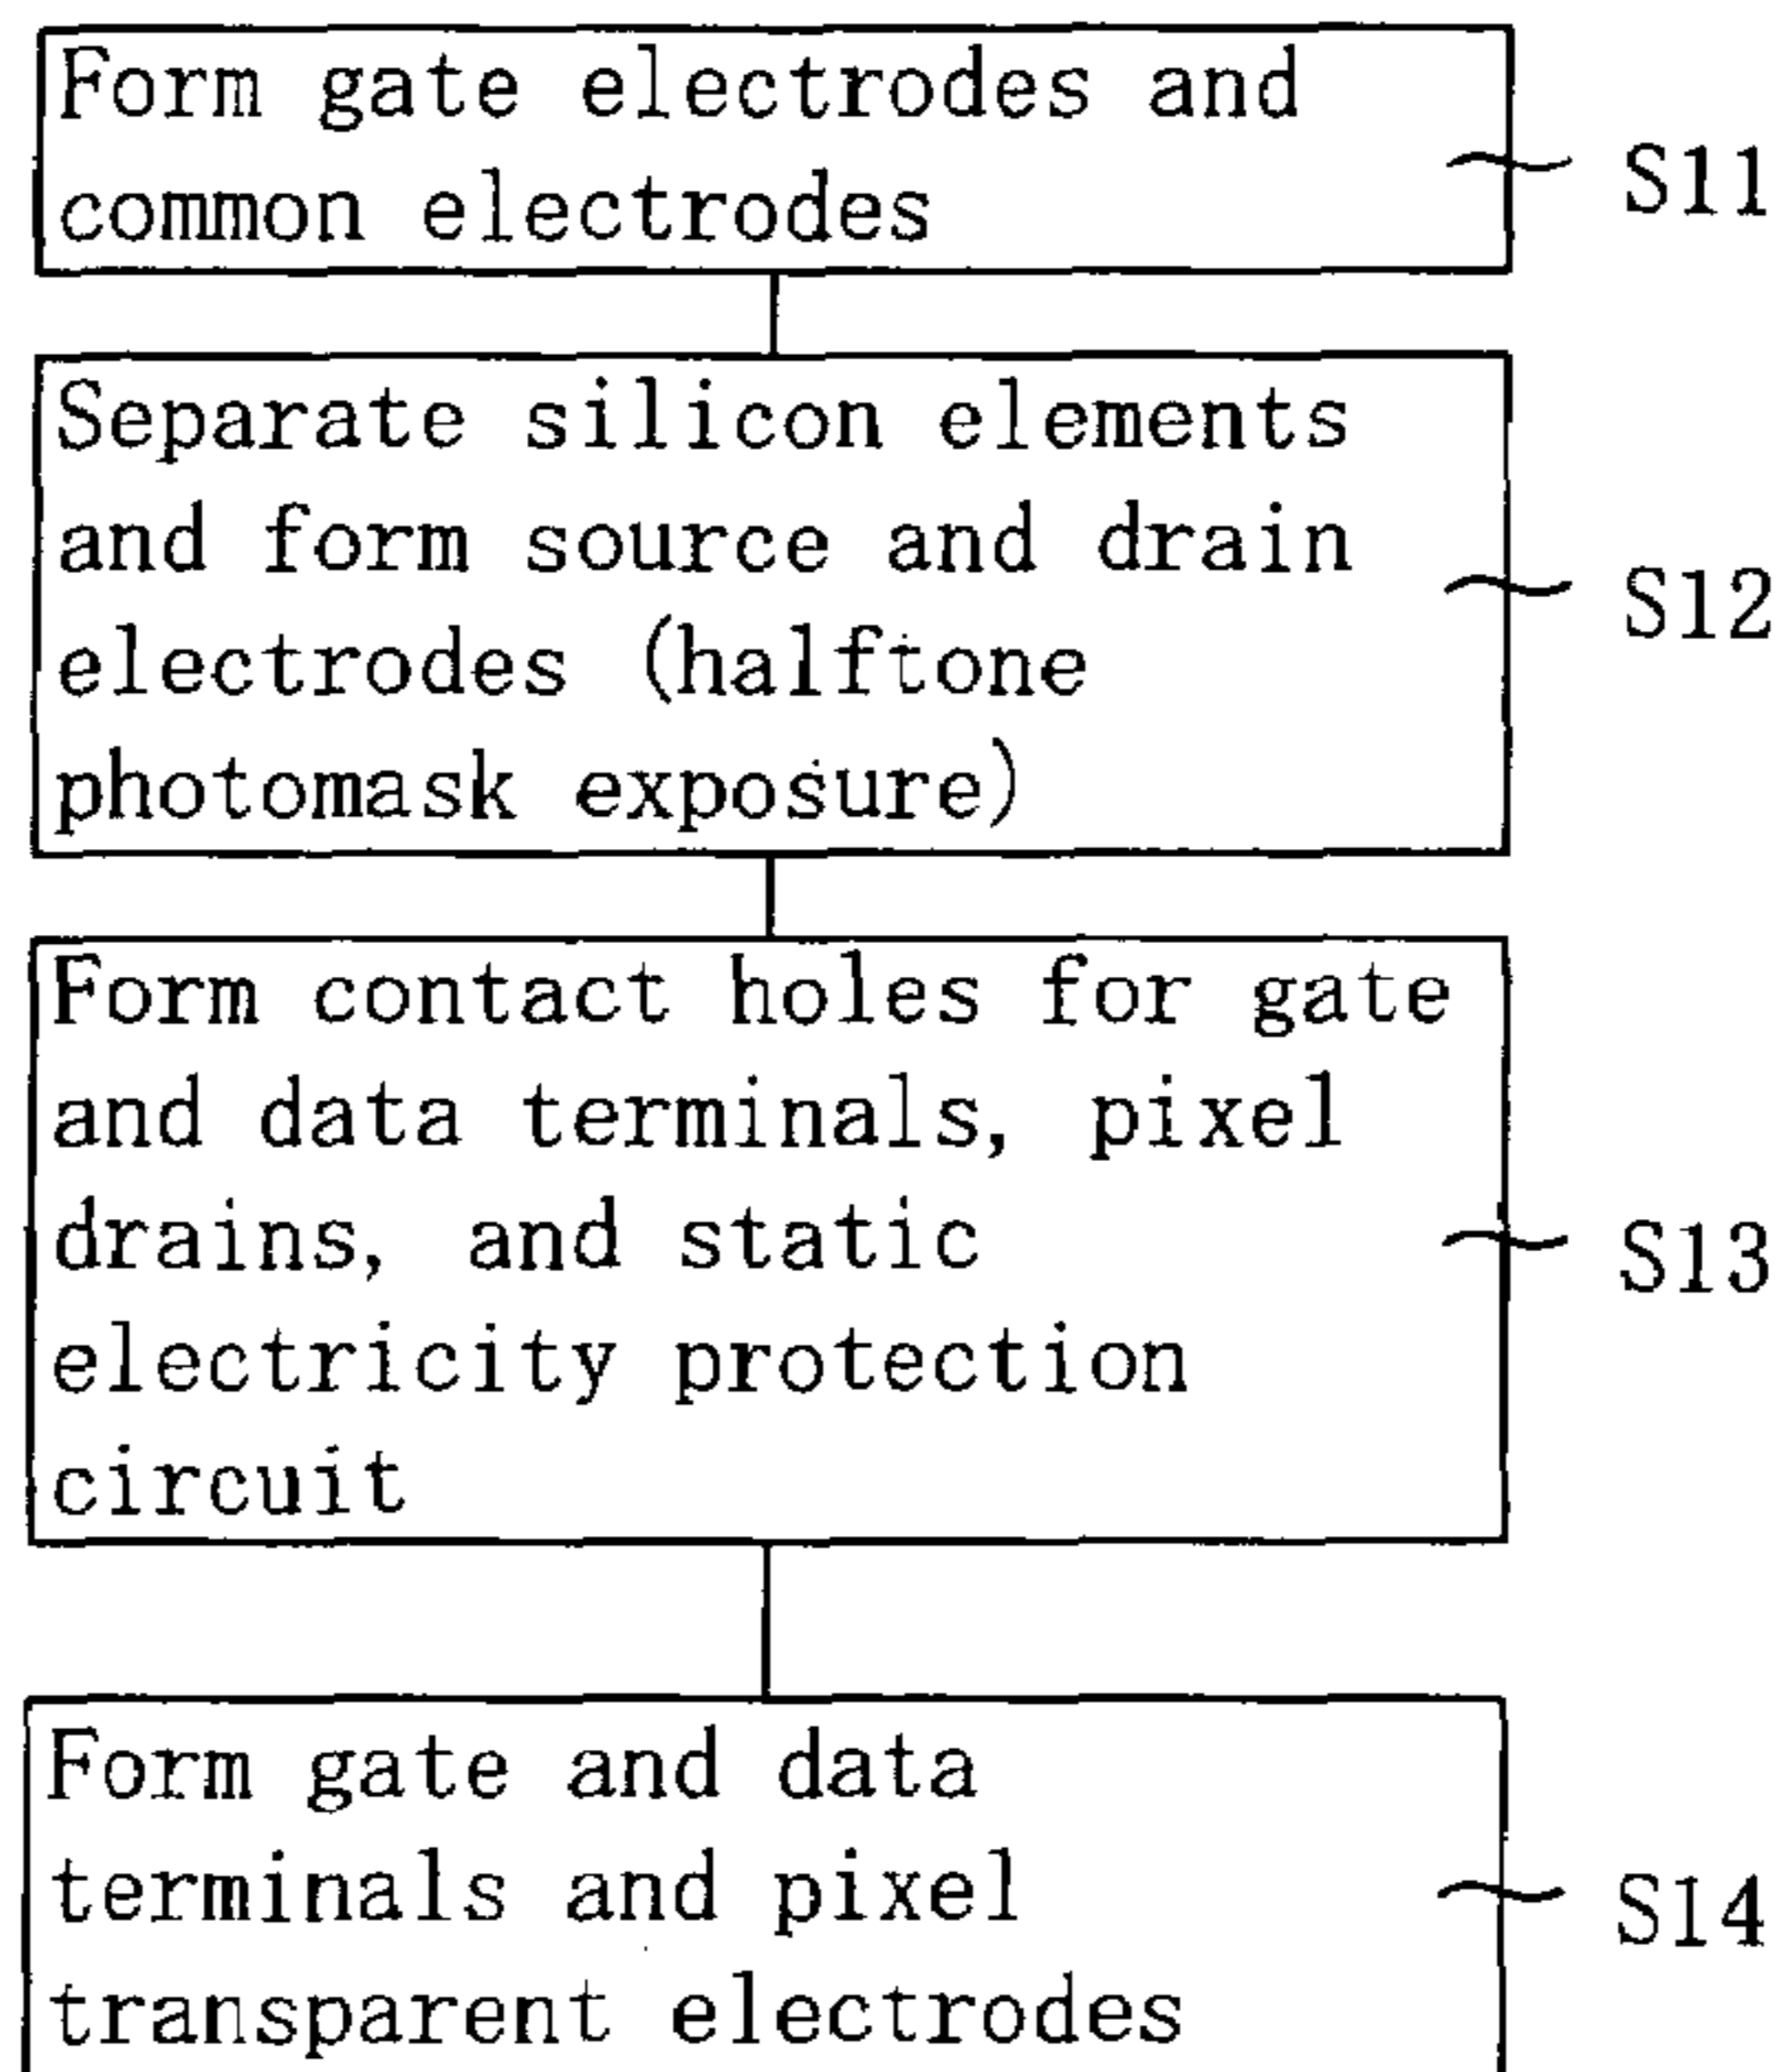 Form gate electrodes and
common electrodes
S11
Separate silicon elements
and form source and drain
electrodes (halftone
photomask exposure)
S12
Form contact holes for gate
and data terminals, pixel
drains, and static
electricity protection
circuit
S13
Form gate and data
terminals and pixel
transparent electrodes
S14